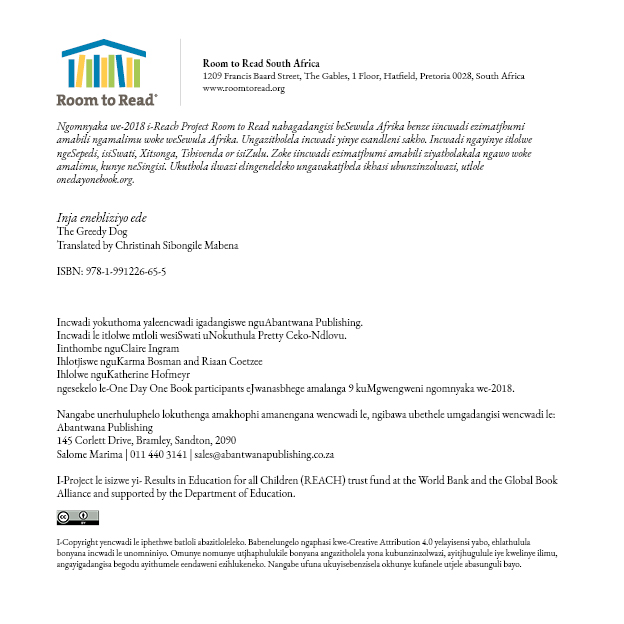 Room to Read®
Room to Read South Africa
1209 Francis Baard Street, The Gables, 1 Floor, Hatfield, Pretoria 0028, South Africa
www.roomtoread.org
Ngomnyaka we-2018 i-Reach Project Room to Read nabagadangisi beSewula Afrika benze iincwadi ezimatjhumi
amabili ngamalimu woke weSewula Afrika. Ungazitholela incwadi yinye esandleni sakho. Incwadi ngayinye itlolwe
ngeSepedi, isiSwati, Xitsonga, Tshivenda or isiZulu. Zoke iincwadi ezimatjhumi amabili ziyatholakala ngawo woke
amalimu, kunye neSingisi. Ukuthola ilwazi elingeneleleko ungavakatjhela ikhasi ubunzinzolwazi, utlole
onedayonebook.org.
Inja enehliziyo ede
The Greedy Dog
Translated by Christinah Sibongile Mabena
ISBN: 978-1-991226-65-5
Incwadi yokuthoma yaleencwadi igadangiswe nguAbantwana Publishing.
Incwadi le itlolwe mtloli wesiSwati uNokuthula Pretty Ceko-Ndlovu.
Iinthombe nguClaire Ingram
Ihlotjiswe nguKarma Bosman and Riaan Coetzee
Ihlolwe nguKatherine Hofmeyr
ngesekelo le-One Day One Book participants eJwanasbhege amalanga 9 kuMgwengweni ngomnyaka we-2018.
Nangabe unerhuluphelo lokuthenga amakhophi amanengana wencwadi le, ngibawa ubethele umgadangisi wencwadi le:
Abantwana Publishing
145 Corlett Drive, Bramley, Sandton, 2090
Salome Marima | 011 440 3141 | sales@abantwanapublishing.co.za
I-Project le isizwe yi- Results in Education for all Children (REACH) trust fund at the World Bank and the Global Book
Alliance and supported by the Department of Education.
cc BY
I-Copyright yencwadi le iphethwe batloli abazitloleleko. Babenelungelo ngaphasi kwe-Creative Attribution 4.0 yelayisensi yabo, ehlathulula
bonyana incwadi le unomniniyo. Omunye nomunye utjhaphulukile bonyana angazitholela yona kubunzinzolwazi, ayitjhugulule iye kwelinye ilimu,
angayigadangisa begodu ayithumele eendaweni ezihlukeneko. Nangabe ufuna ukuyisebenzisela okhunye kufanele utjele abasunguli bayo.